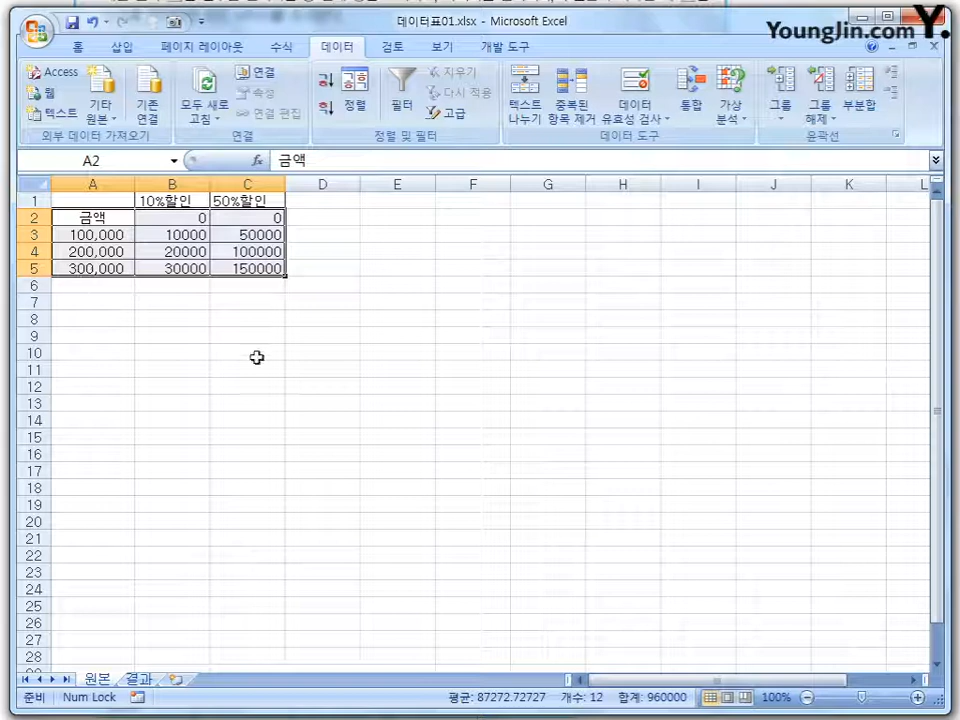 데이터표01.xlsx - Microsoft Excel
YoungJin.com Y.
홈 삽입 페이지 레이아웃 수식 데이터 검토 보기 개발 도구
Access
웹
텍스트
기타 원본
기존 연결
모두 새로 고침
연결
속성
연결 편집
정렬
필터
지우기
다시 적용
고급
텍스트 나누기
중복된 항목 제거
데이터 유효성 검사
통합
가상 분석
그룹
그룹 해제
부분합
외부 데이터 가져오기 연결 정렬 및 필터 데이터 도구 윤곽선
A2 fx 금액
A B C D E F G H I J K L
1 10%할인 50%할인
2 금액 0 0
3 100,000 10000 50000
4 200,000 20000 100000
5 300,000 30000 150000
6
7
8
9
10
11
12
13
14
15
16
17
18
19
20
21
22
23
24
25
26
27
28
원본 결과
준비 Num Lock 평균: 87272.72727 개수: 12 합계: 960000 100%